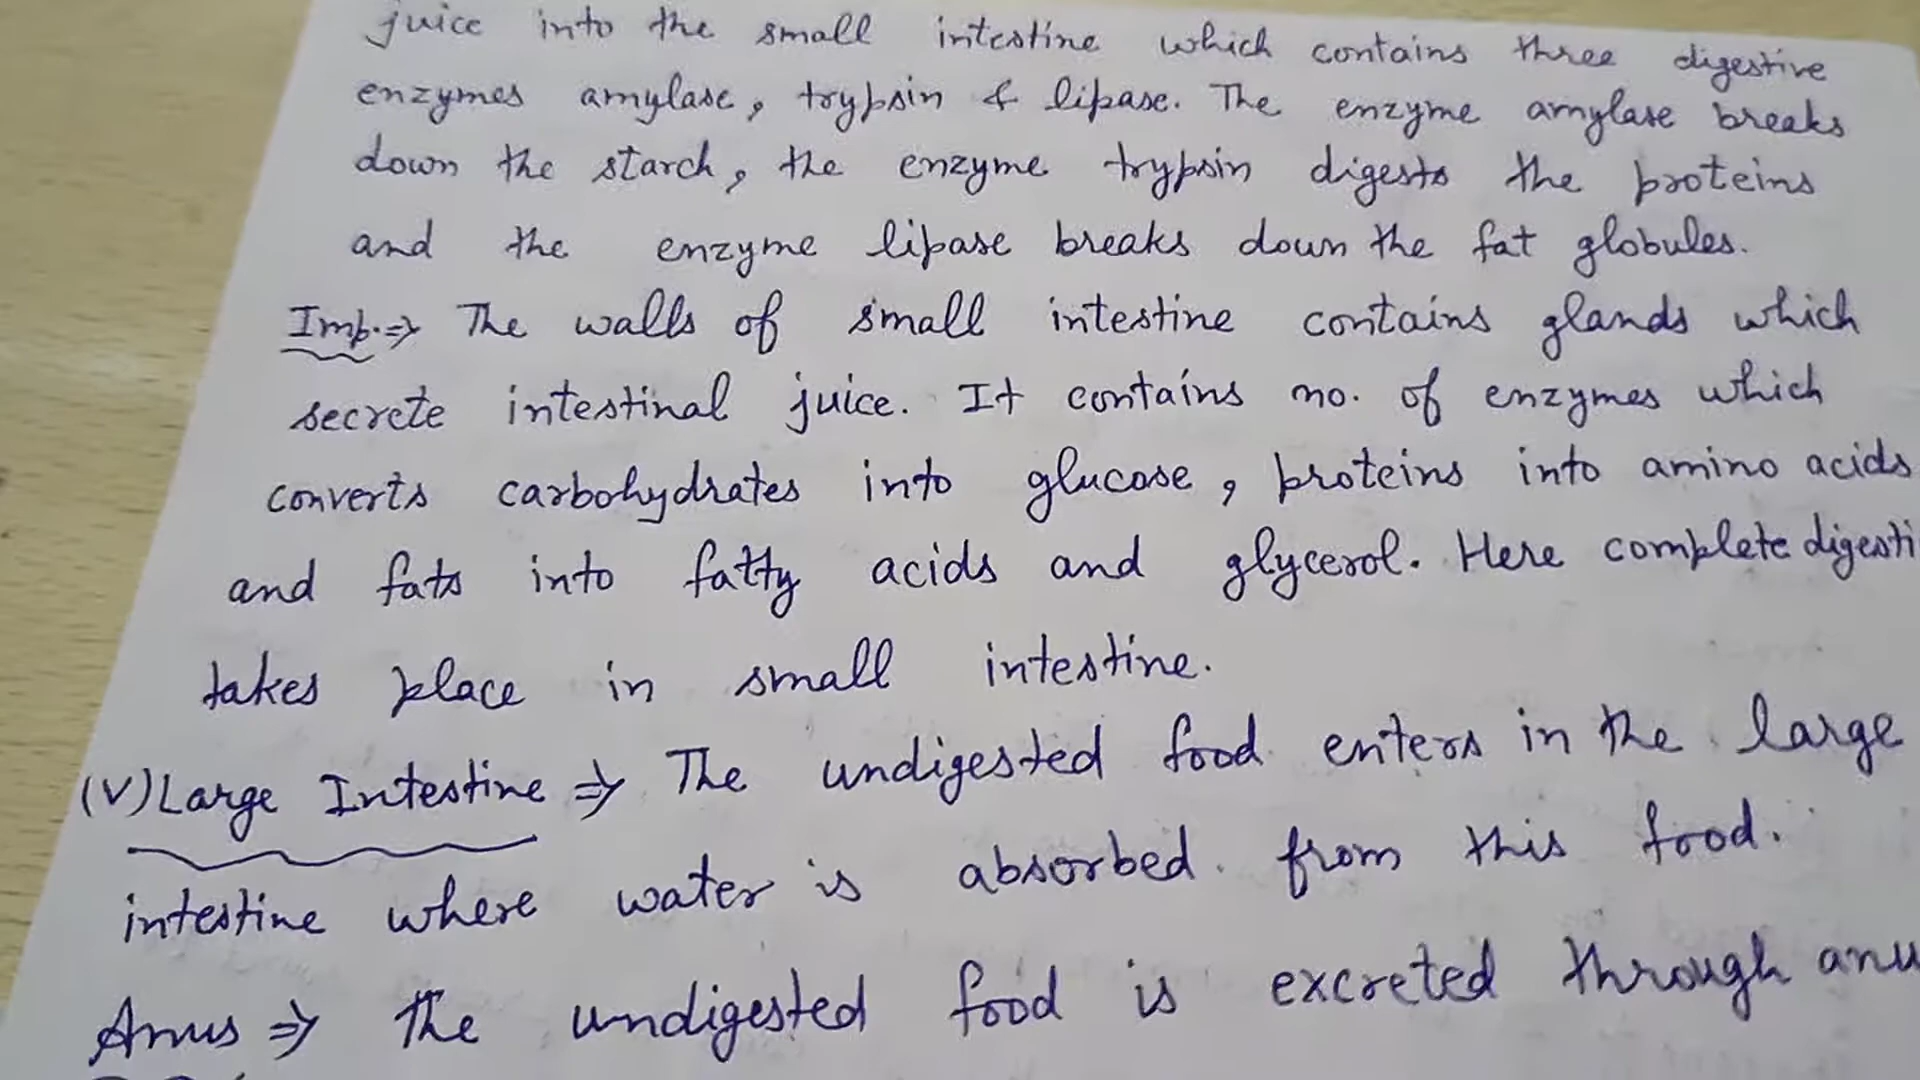 juice into the small intestine which contains three digestive
enzymes amylase, trypsin & lipase. The enzyme amylase breaks
down the starch, the enzyme trypsin digests the proteins
and the enzyme lipase breaks down the fat globules.
Imp. ⇒ The walls of small intestine contains glands which
secrete intestinal juice. It contains no. of enzymes which
converts carbohydrates into glucose, proteins into amino acids
and fats into fatty acids and glycerol. Here complete digesti
takes place in small intestine.
(V) Large Intestine ⇒ The undigested food enters in the large
intestine where water is absorbed from this food.
Anus ⇒ The undigested food is excreted through anu